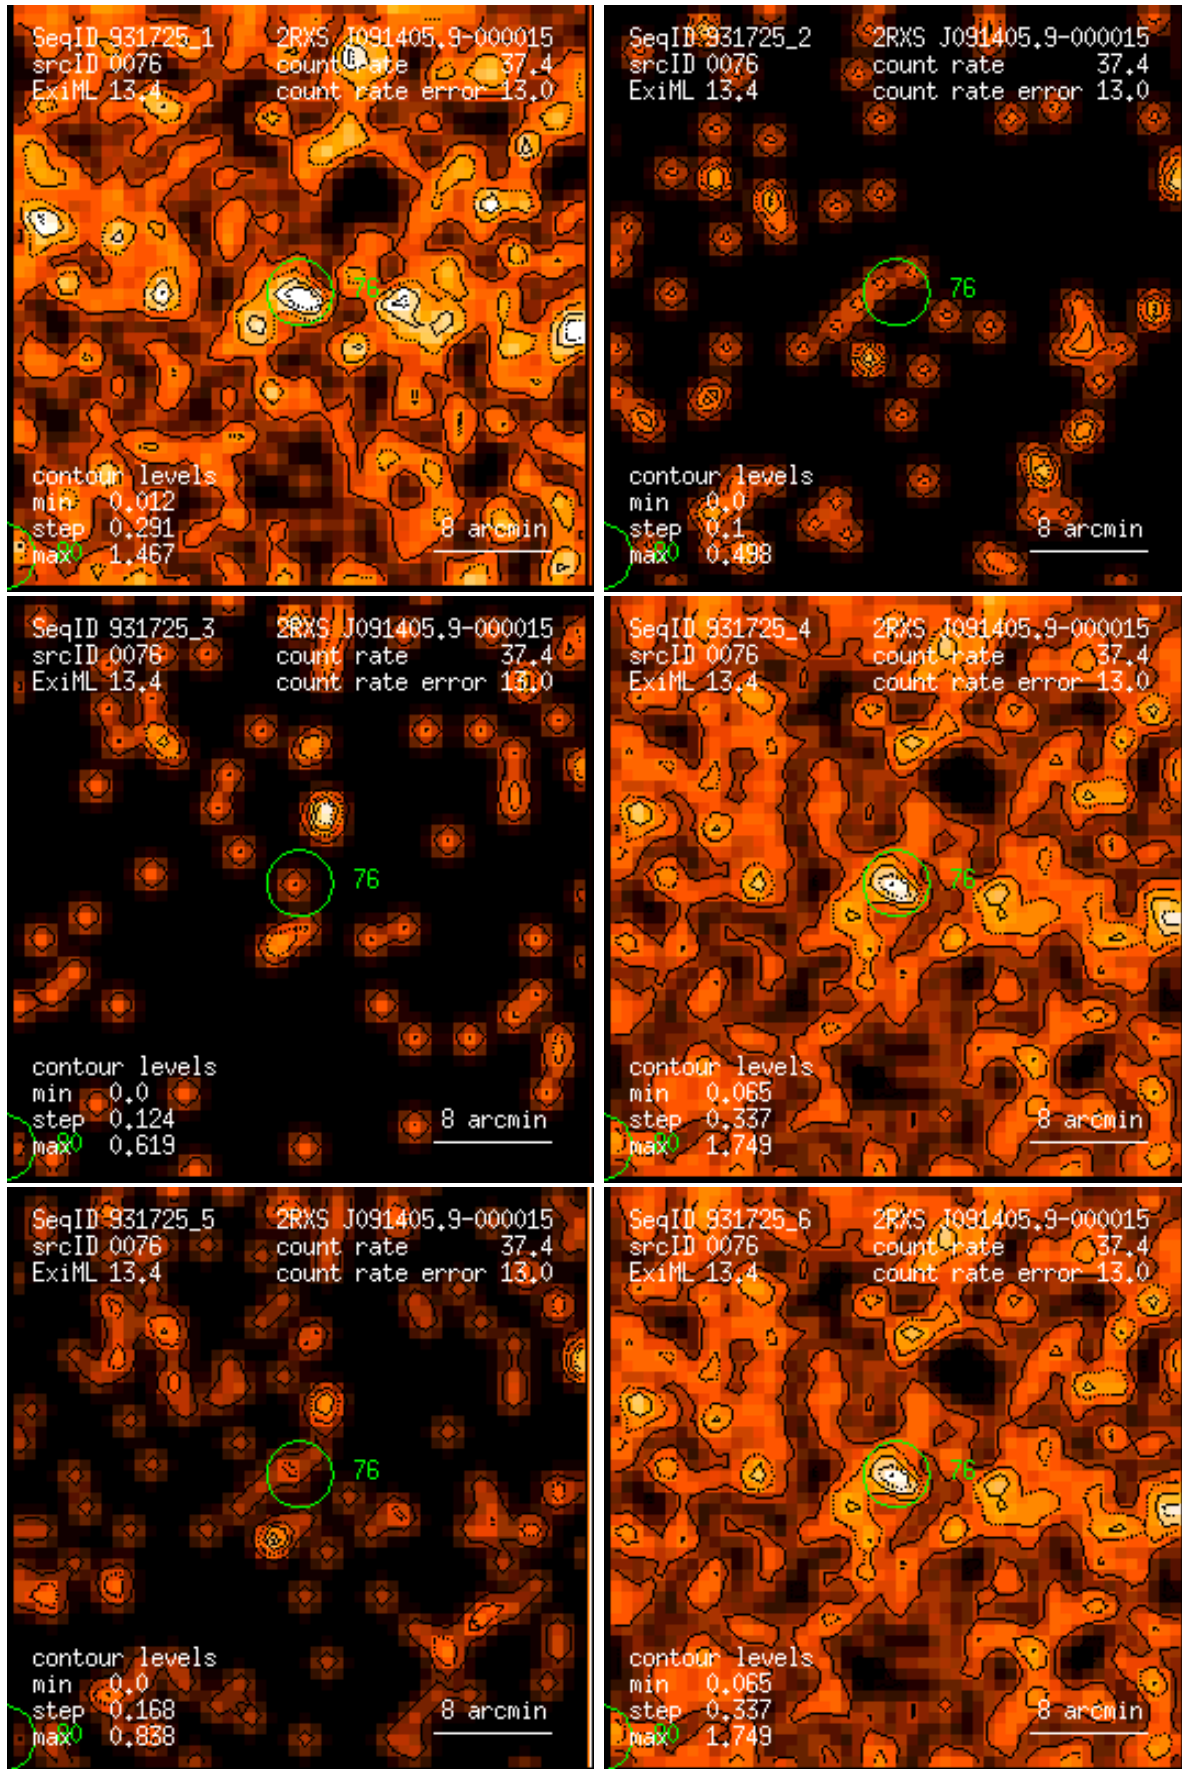 SeqID 931725_1 2RXS J091405.9-000015
srcID 0076 count rate 37.4
ExiML 13.4 count rate error 13.0
76
contour levels
min 0.012
step 0.291 8 arcmin
max 1.467
80
SeqID 931725_2 2RXS J091405.9-000015
srcID 0076 count rate 37.4
ExiML 13.4 count rate error 13.0
76
contour levels
min 0.0
step 0.1 8 arcmin
max 0.498
80
SeqID 931725_3 2RXS J091405.9-000015
srcID 0076 count rate 37.4
ExiML 13.4 count rate error 13.0
76
contour levels
min 0.0
step 0.124 8 arcmin
max 0.619
80
SeqID 931725_4 2RXS J091405.9-000015
srcID 0076 count rate 37.4
ExiML 13.4 count rate error 13.0
76
contour levels
min 0.065
step 0.337 8 arcmin
max 1.749
80
SeqID 931725_5 2RXS J091405.9-000015
srcID 0076 count rate 37.4
ExiML 13.4 count rate error 13.0
76
contour levels
min 0.0
step 0.168 8 arcmin
max 0.838
80
SeqID 931725_6 2RXS J091405.9-000015
srcID 0076 count rate 37.4
ExiML 13.4 count rate error 13.0
76
contour levels
min 0.065
step 0.337 8 arcmin
max 1.749
80